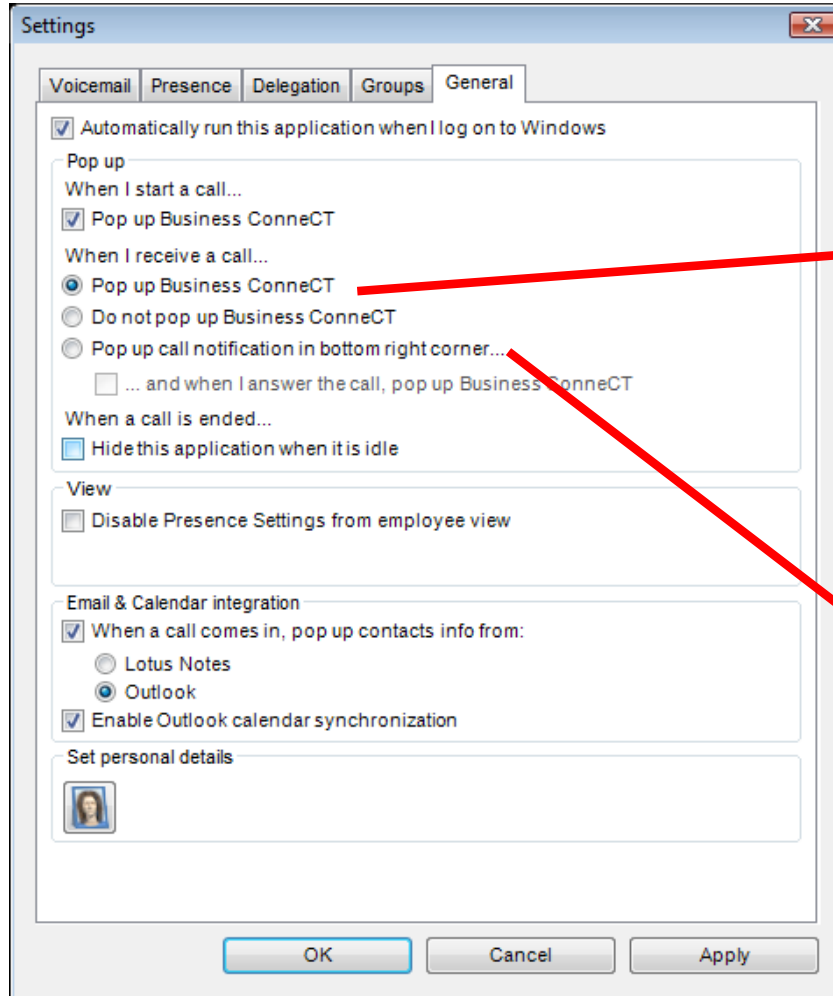 Settings
Voicemail Presence Delegation Groups General
Automatically run this application when I log on to Windows
Pop up
When I start a call...
Pop up Business ConneCT
When I receive a call...
Pop up Business ConneCT
Do not pop up Business ConneCT
Pop up call notification in bottom right corner...
... and when I answer the call, pop up Business ConneCT
When a call is ended...
Hide this application when it is idle
View
Disable Presence Settings from employee view
Email & Calendar integration
When a call comes in, pop up contacts info from:
Lotus Notes
Outlook
Enable Outlook calendar synchronization
Set personal details
OK Cancel Apply